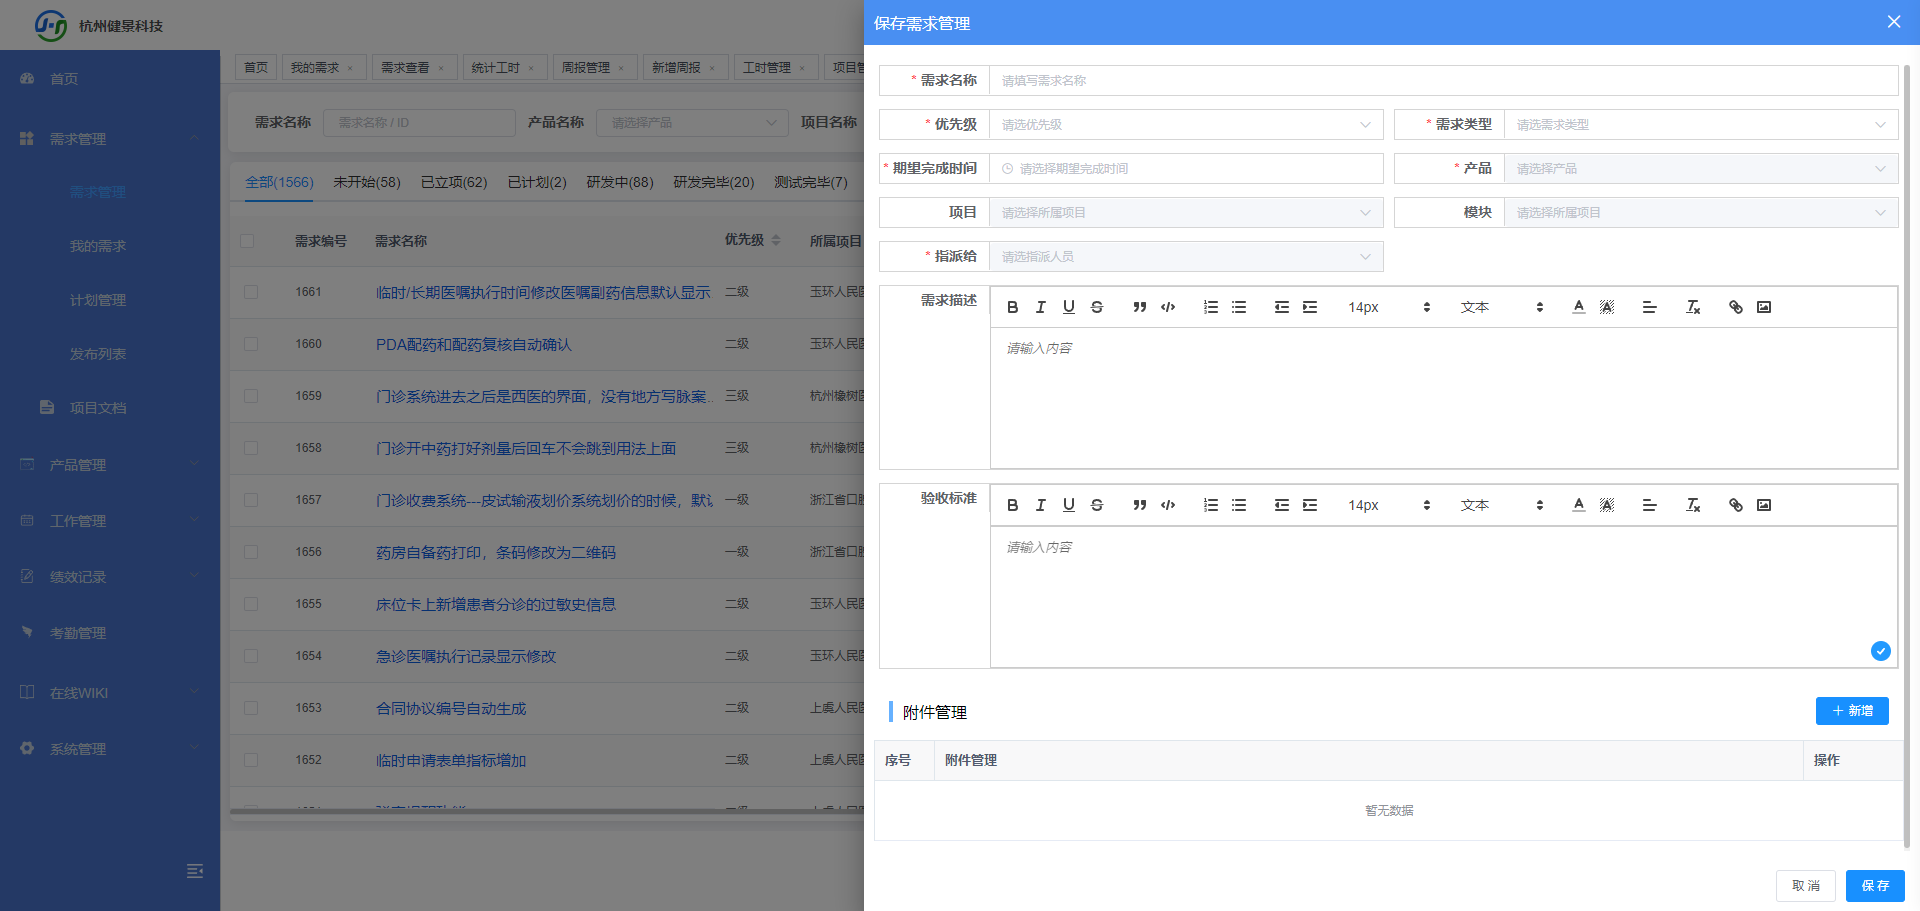 杭州健景科技
首页
需求管理
需求管理
我的需求
计划管理
发布列表
项目文档
产品管理
工作管理
绩效记录
考勤管理
在线WIKI
系统管理
首页 我的需求 × 需求查看 × 统计工时 × 周报管理 × 新增周报 × 工时管理 × 项目管
需求名称 需求名称 / ID 产品名称 请选择产品 项目名称
全部(1566) 未开始(58) 已立项(62) 已计划(2) 研发中(88) 研发完毕(20) 测试完毕(7)
需求编号 需求名称 优先级 所属项目
1661 临时/长期医嘱执行时间修改医嘱副药信息默认显示 二级 玉环人民医
1660 PDA配药和配药复核自动确认 二级 玉环人民医
1659 门诊系统进去之后是西医的界面，没有地方写脉案... 三级 杭州橡树医
1658 门诊开中药打好剂量后回车不会跳到用法上面 三级 杭州橡树医
1657 门诊收费系统---皮试输液划价系统划价的时候，默认 一级 浙江省口腔
1656 药房自备药打印，条码修改为二维码 一级 浙江省口腔
1655 床位卡上新增患者分诊的过敏史信息 二级 玉环人民医
1654 急诊医嘱执行记录显示修改 二级 玉环人民医
1653 合同协议编号自动生成 二级 上虞人民医
1652 临时申请表单指标增加 二级 上虞人民医
保存需求管理
* 需求名称 请填写需求名称
* 优先级 请选优先级 * 需求类型 请选需求类型
* 期望完成时间 请选择期望完成时间 * 产品 请选择产品
项目 请选择所属项目 模块 请选择所属项目
* 指派给 请选指派人员
需求描述 14px 文本
请输入内容
验收标准 14px 文本
请输入内容
附件管理 + 新增
序号 附件管理 操作
暂无数据
取消 保存